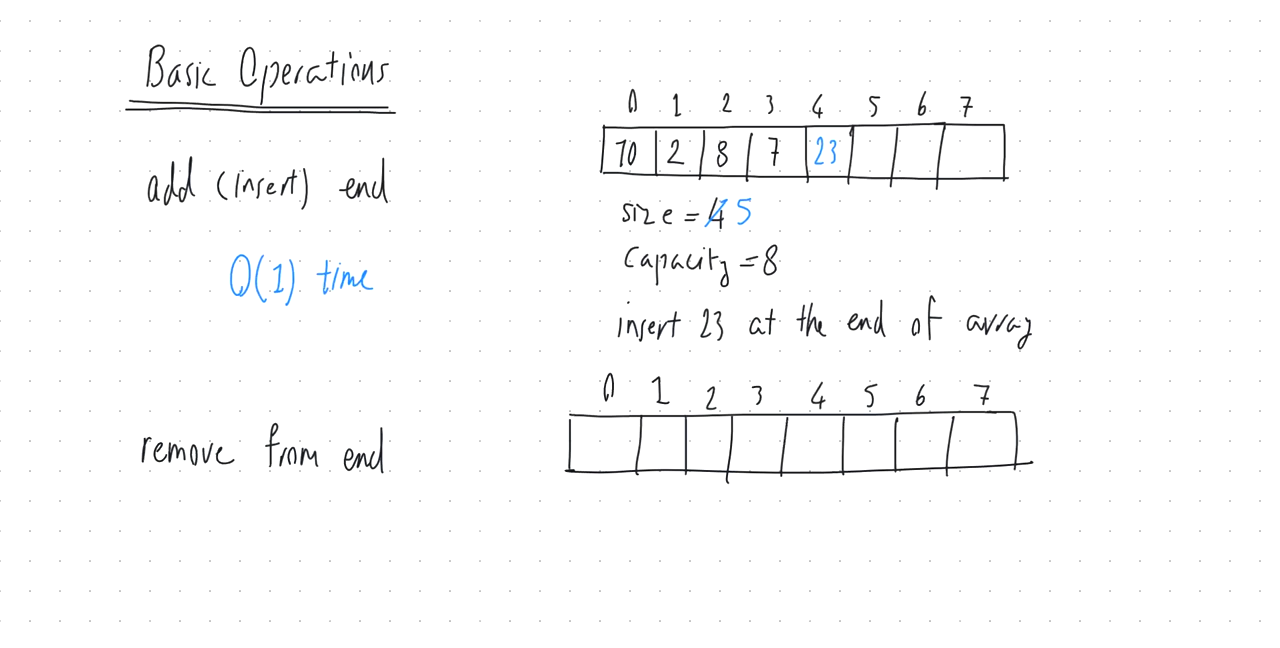 Basic Operations
0 1 2 3 4 5 6 7
10 2 8 7 23
add (insert) end
size = 4 5
O(1) time
Capacity = 8
insert 23 at the end of array
0 1 2 3 4 5 6 7
remove from end